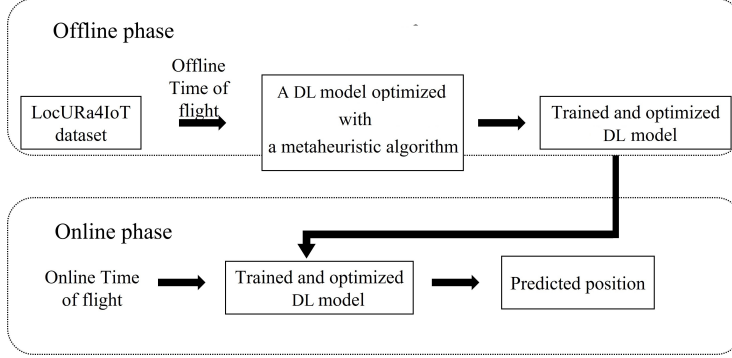 Offline phase
Offline
Time of
flight
LocURa4IoT
dataset
A DL model optimized
with
a metaheuristic algorithm
Trained and optimized
DL model
Online phase
Online Time
of flight
Trained and optimized
DL model
Predicted position